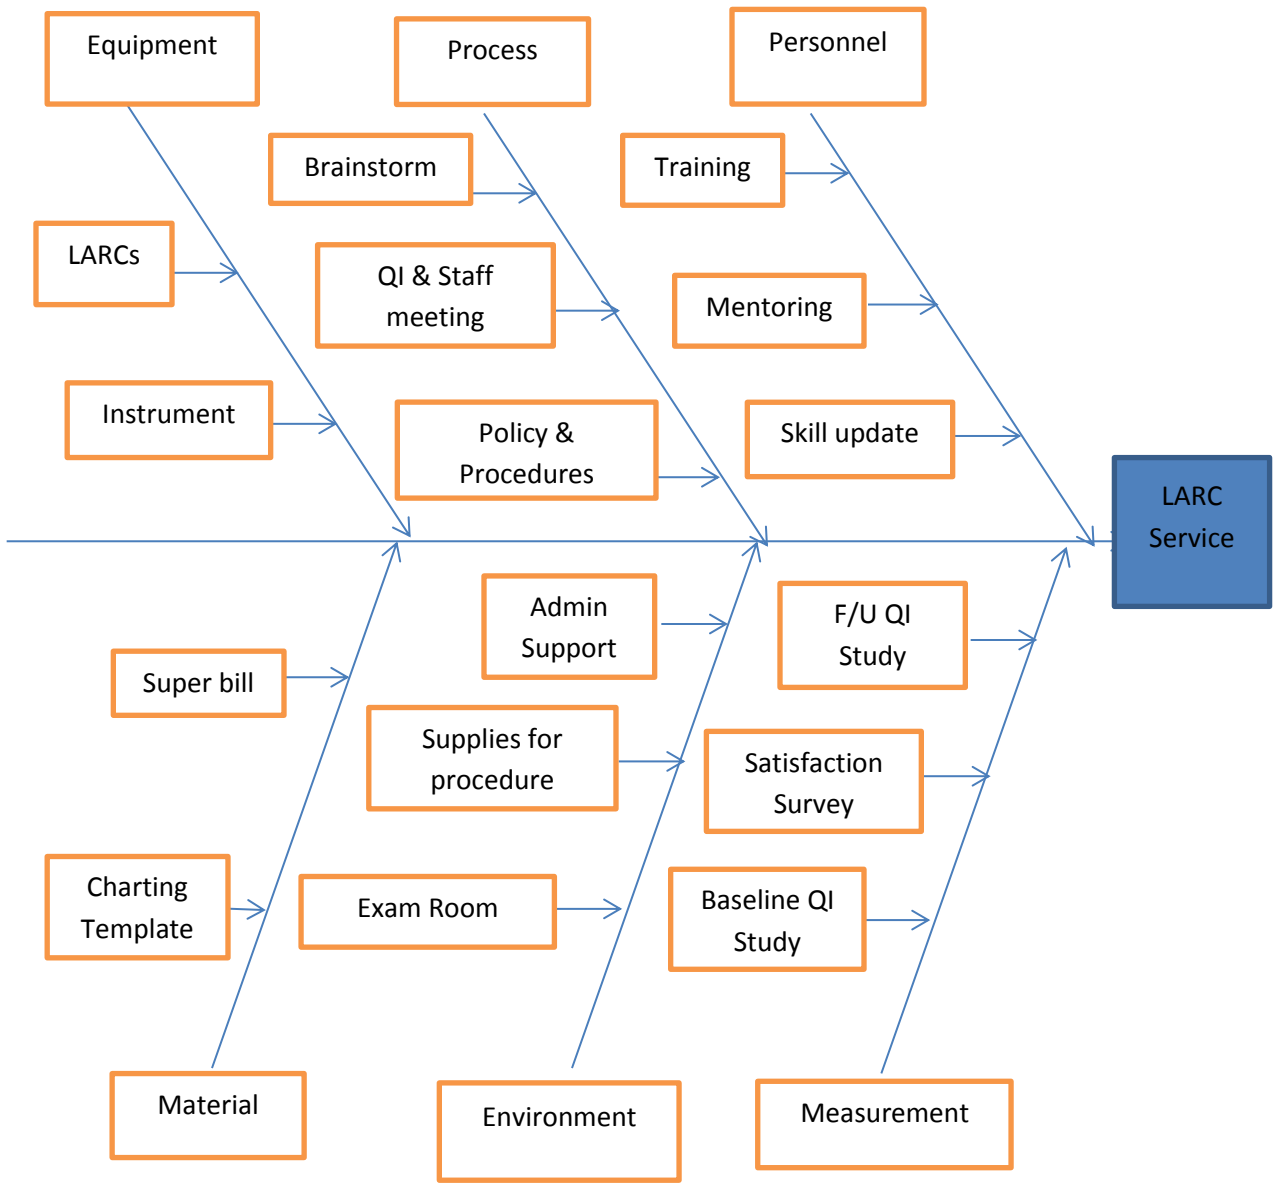 Equipment
Process
Personnel
Brainstorm
Training
LARCs
QI & Staff
meeting
Mentoring
Instrument
Policy &
Procedures
Skill update
LARC
Service
Admin
Support
F/U QI
Study
Super bill
Supplies for
procedure
Satisfaction
Survey
Charting
Template
Exam Room
Baseline QI
Study
Material
Environment
Measurement